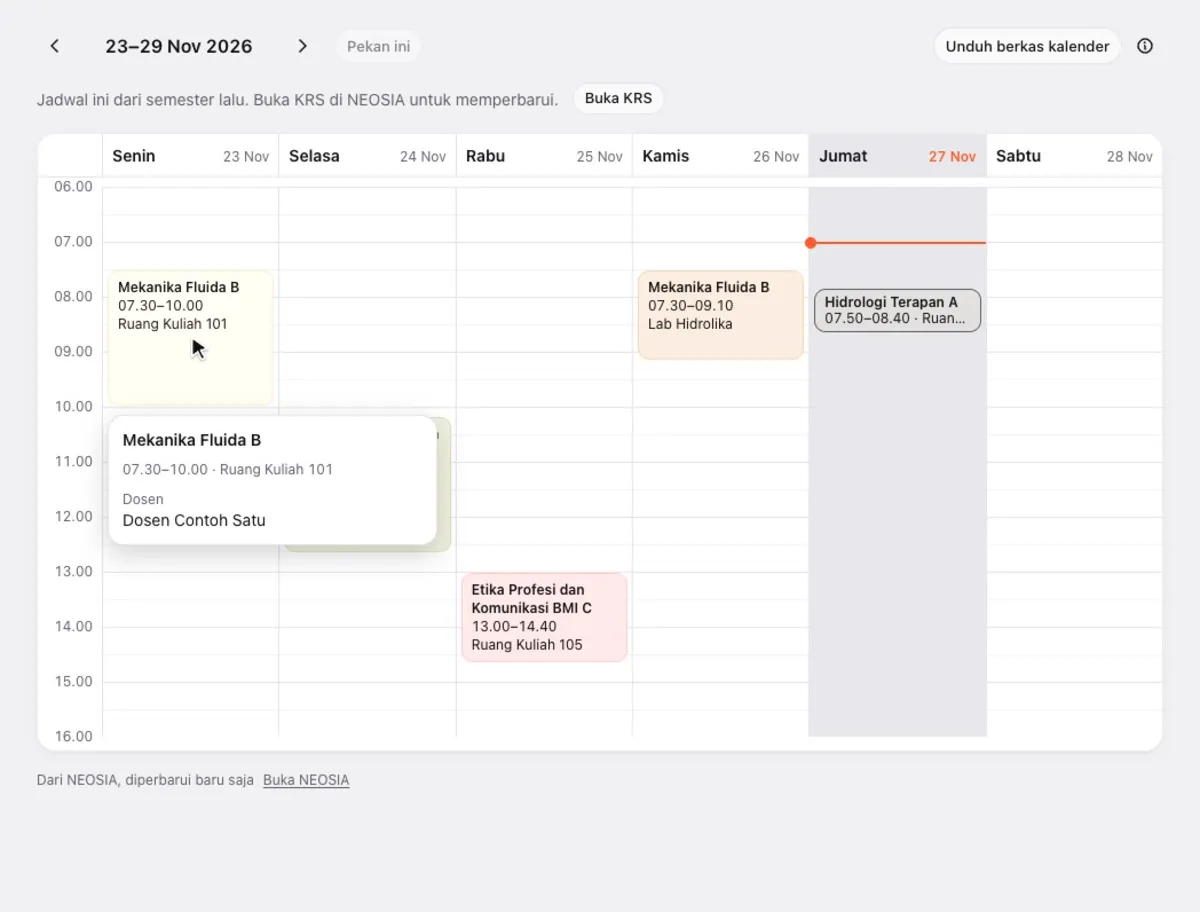 23–29 Nov 2026
Pekan ini
Unduh berkas kalender
Jadwal ini dari semester lalu. Buka KRS di NEOSIA untuk memperbarui.
Buka KRS
Senin 23 Nov
Selasa 24 Nov
Rabu 25 Nov
Kamis 26 Nov
Jumat 27 Nov
Sabtu 28 Nov
06.00
07.00
08.00
09.00
10.00
11.00
12.00
13.00
14.00
15.00
16.00
Mekanika Fluida B
07.30–10.00
Ruang Kuliah 101
Mekanika Fluida B
07.30–10.00 · Ruang Kuliah 101
Dosen
Dosen Contoh Satu
Etika Profesi dan
Komunikasi BMI C
13.00–14.40
Ruang Kuliah 105
Mekanika Fluida B
07.30–09.10
Lab Hidrolika
Hidrologi Terapan A
07.50–08.40 · Ruan...
Dari NEOSIA, diperbarui baru saja Buka NEOSIA